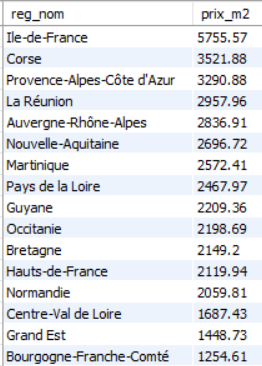 reg_nom prix_m2
Ile-de-France 5755.57
Corse 3521.88
Provence-Alpes-Côte d'Azur 3290.88
La Réunion 2957.96
Auvergne-Rhône-Alpes 2836.91
Nouvelle-Aquitaine 2696.72
Martinique 2572.41
Pays de la Loire 2467.97
Guyane 2209.36
Occitanie 2198.69
Bretagne 2149.2
Hauts-de-France 2119.94
Normandie 2059.81
Centre-Val de Loire 1687.43
Grand Est 1448.73
Bourgogne-Franche-Comté 1254.61